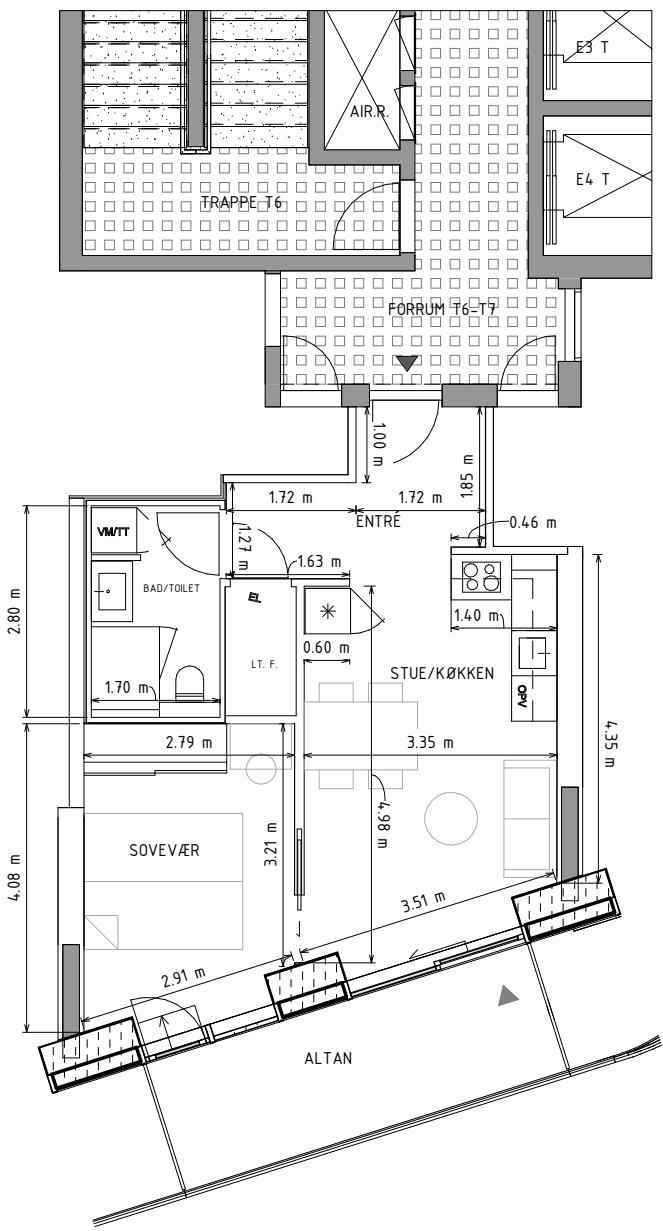 E3 T
AIR.R.
E4 T
TRAPPE T6
FORRUM T6-T7
1.00 m
1.85 m
1.72 m
1.72 m
ENTRÉ
0.46 m
VM/TT
1.27 m
1.63 m
BAD/TOILET
2.80 m
EL
1.40 m
0.60 m
LT. F.
STUE/KØKKEN
1.70 m
OPV
2.79 m
3.35 m
4.35 m
4.98 m
3.21 m
SOVEVÆR
4.08 m
3.51 m
2.91 m
ALTAN